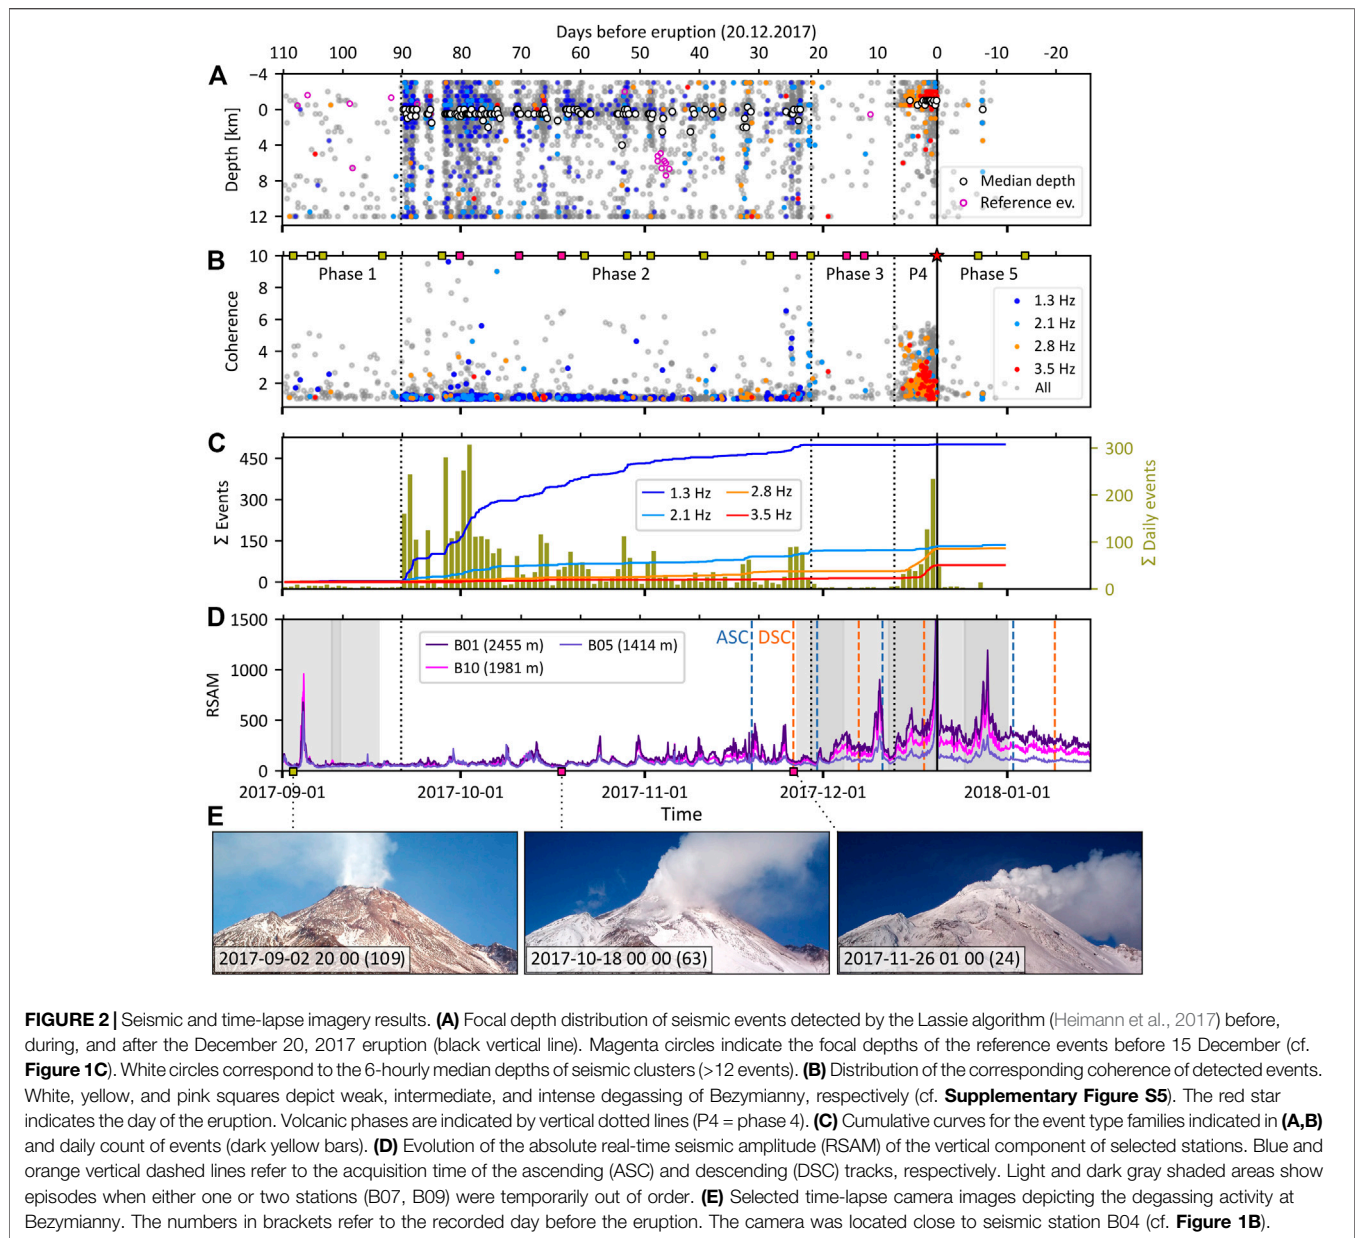 Days before eruption (20.12.2017)
110 100 90 80 70 60 50 40 30 20 10 0 -10 -20
A
−4
0
4
8
12
Depth [km]
Median depth
Reference ev.
B
10
8
6
4
2
Coherence
Phase 1
Phase 2
Phase 3
P4
Phase 5
1.3 Hz
2.1 Hz
2.8 Hz
3.5 Hz
All
C
450
300
150
0
Σ Events
1.3 Hz 2.8 Hz
2.1 Hz 3.5 Hz
300
200
100
0
Σ Daily events
D
1500
1000
500
0
RSAM
B01 (2455 m) B05 (1414 m)
B10 (1981 m)
ASC DSC
2017-09-01 2017-10-01 2017-11-01 2017-12-01 2018-01-01
Time
E
2017-09-02 20 00 (109)
2017-10-18 00 00 (63)
2017-11-26 01 00 (24)
FIGURE 2 | Seismic and time-lapse imagery results. (A) Focal depth distribution of seismic events detected by the Lassie algorithm (Heimann et al., 2017) before,
during, and after the December 20, 2017 eruption (black vertical line). Magenta circles indicate the focal depths of the reference events before 15 December (cf.
Figure 1C). White circles correspond to the 6-hourly median depths of seismic clusters (>12 events). (B) Distribution of the corresponding coherence of detected events.
White, yellow, and pink squares depict weak, intermediate, and intense degassing of Bezymianny, respectively (cf. Supplementary Figure S5). The red star
indicates the day of the eruption. Volcanic phases are indicated by vertical dotted lines (P4 = phase 4). (C) Cumulative curves for the event type families indicated in (A,B)
and daily count of events (dark yellow bars). (D) Evolution of the absolute real-time seismic amplitude (RSAM) of the vertical component of selected stations. Blue and
orange vertical dashed lines refer to the acquisition time of the ascending (ASC) and descending (DSC) tracks, respectively. Light and dark gray shaded areas show
episodes when either one or two stations (B07, B09) were temporarily out of order. (E) Selected time-lapse camera images depicting the degassing activity at
Bezymianny. The numbers in brackets refer to the recorded day before the eruption. The camera was located close to seismic station B04 (cf. Figure 1B).